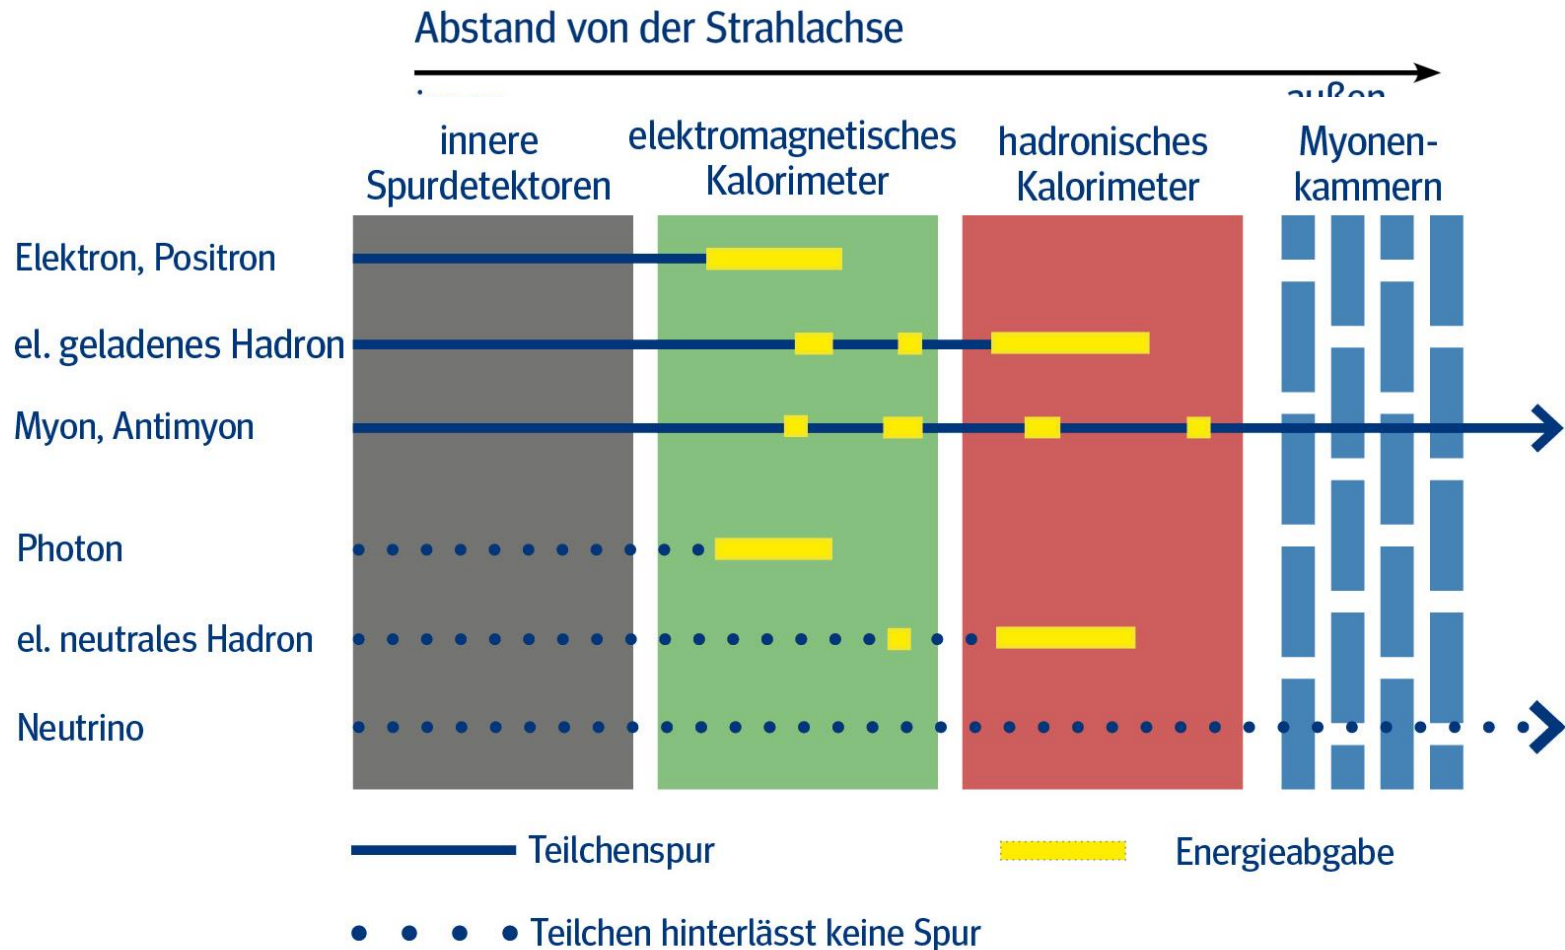 Abstand von der Strahlachse
außen
innere
Spurdetektoren
elektromagnetisches
Kalorimeter
hadronisches
Kalorimeter
Myonen-
kammern
Elektron, Positron
el. geladenes Hadron
Myon, Antimyon
Photon
el. neutrales Hadron
Neutrino
Teilchenspur
Energieabgabe
Teilchen hinterlässt keine Spur